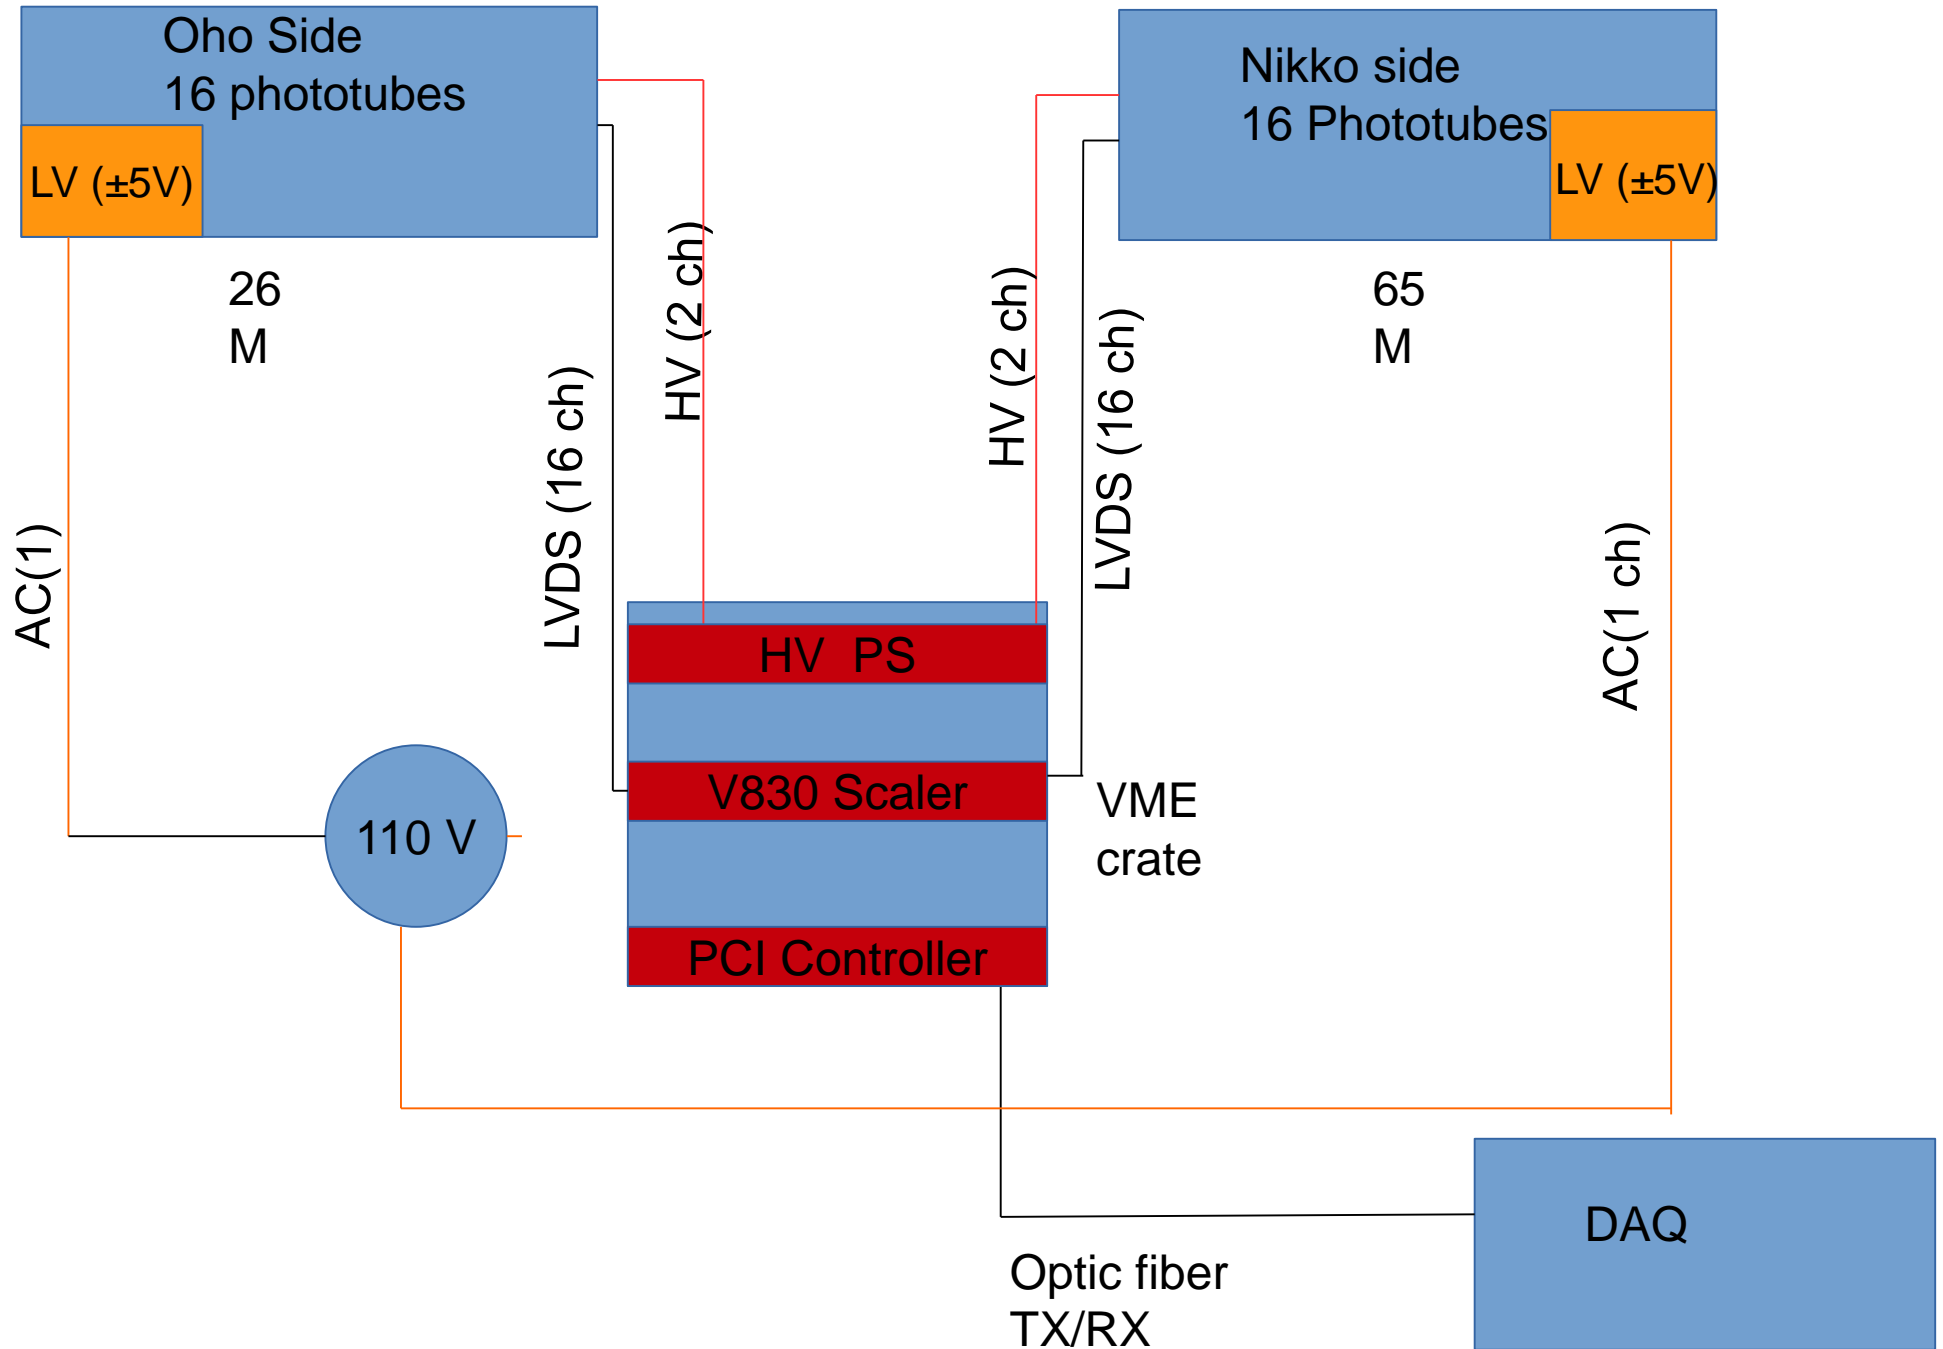 Oho Side
16 phototubes
LV (±5V)
Nikko side
16 Phototubes
LV (±5V)
26
M
65
M
HV (2 ch)
HV (2 ch)
LVDS (16 ch)
LVDS (16 ch)
AC(1)
AC(1 ch)
HV  PS
V830 Scaler
VME
crate
110 V
PCI Controller
DAQ
Optic fiber
TX/RX